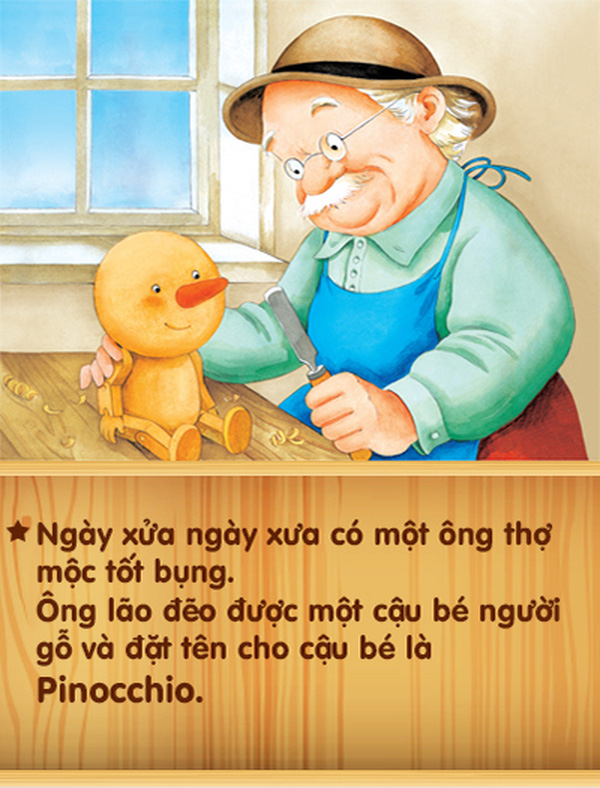 Ngày xửa ngày xưa có một ông thợ
mộc tốt bụng.
Ông lão đẽo được một cậu bé người
gỗ và đặt tên cho cậu bé là
Pinocchio.